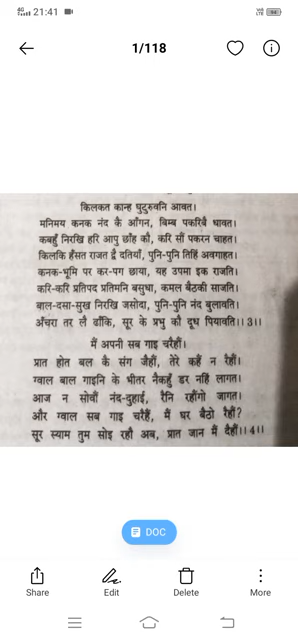 4G 21:41 Vo) LTE 64
1/118
किलकत कान्ह घुटुरुवनि आवत।
मनिमय कनक नंद कै आँगन, बिम्ब पकरिबै धावत।
कबहुँ निरखि हरि आपु छाँह कौ, करि सौं पकरन चाहत।
किलकि हँसत राजत द्वै दतियाँ, पुनि-पुनि तिहिं अवगाहत।
कनक-भूमि पर कर-पग छाया, यह उपमा इक राजति।
करि-करि प्रतिपद प्रतिमनि बसुधा, कमल बैठकी साजति।
बाल-दसा-सुख निरखि जसोदा, पुनि-पुनि नंद बुलावति।
अँचरा तर लै ढाँकि, सूर के प्रभु कौ दूध पियावति।।3।।
मैं अपनी सब गाइ चरैहौं।
प्रात होत बल कै संग जैहौं, तेरे कहैं न रैहौं।
ग्वाल बाल गाइनि के भीतर नैकहुँ डर नहिं लागत।
आज न सोवौं नंद-दुहाई, रैनि रहौंगो जागत।
और ग्वाल सब गाइ चरैहैं, मैं घर बैठो रैहौं?
सूर स्याम तुम सोइ रहौ अब, प्रात जान मैं दैहौं।।4।।
DOC
Share Edit Delete More